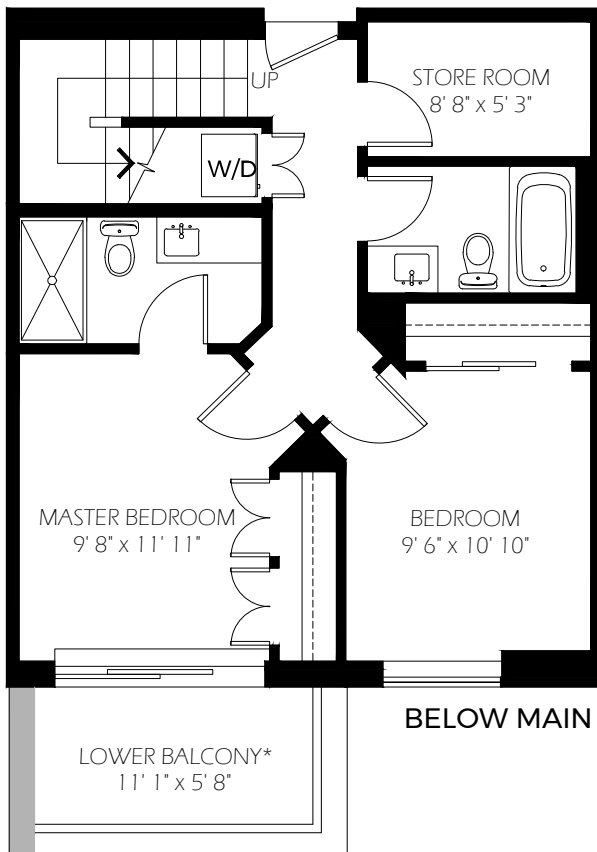 UP
STORE ROOM
8' 8" x 5' 3"
W/D
MASTER BEDROOM
9' 8" x 11' 11"
BEDROOM
9' 6" x 10' 10"
BELOW MAIN
LOWER BALCONY*
11' 1" x 5' 8"